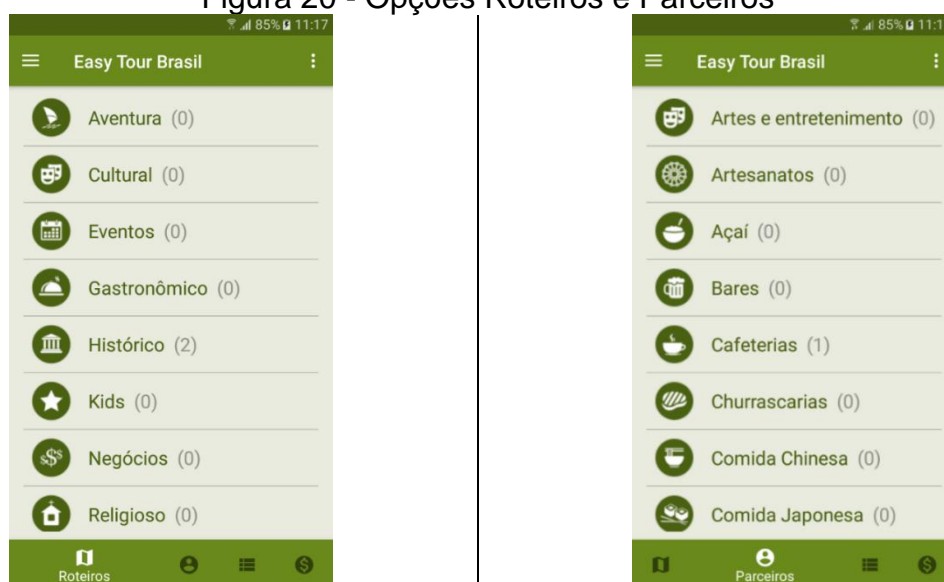 Figura 20 - Opções Roteiros e Parceiros
85% 11:17
Easy Tour Brasil
Aventura (0)
Cultural (0)
Eventos (0)
Gastronômico (0)
Histórico (2)
Kids (0)
Negócios (0)
Religioso (0)
Roteiros
85% 11:1
Easy Tour Brasil
Artes e entretenimento (0)
Artesanatos (0)
Açaí (0)
Bares (0)
Cafeterias (1)
Churrascarias (0)
Comida Chinesa (0)
Comida Japonesa (0)
Parceiros